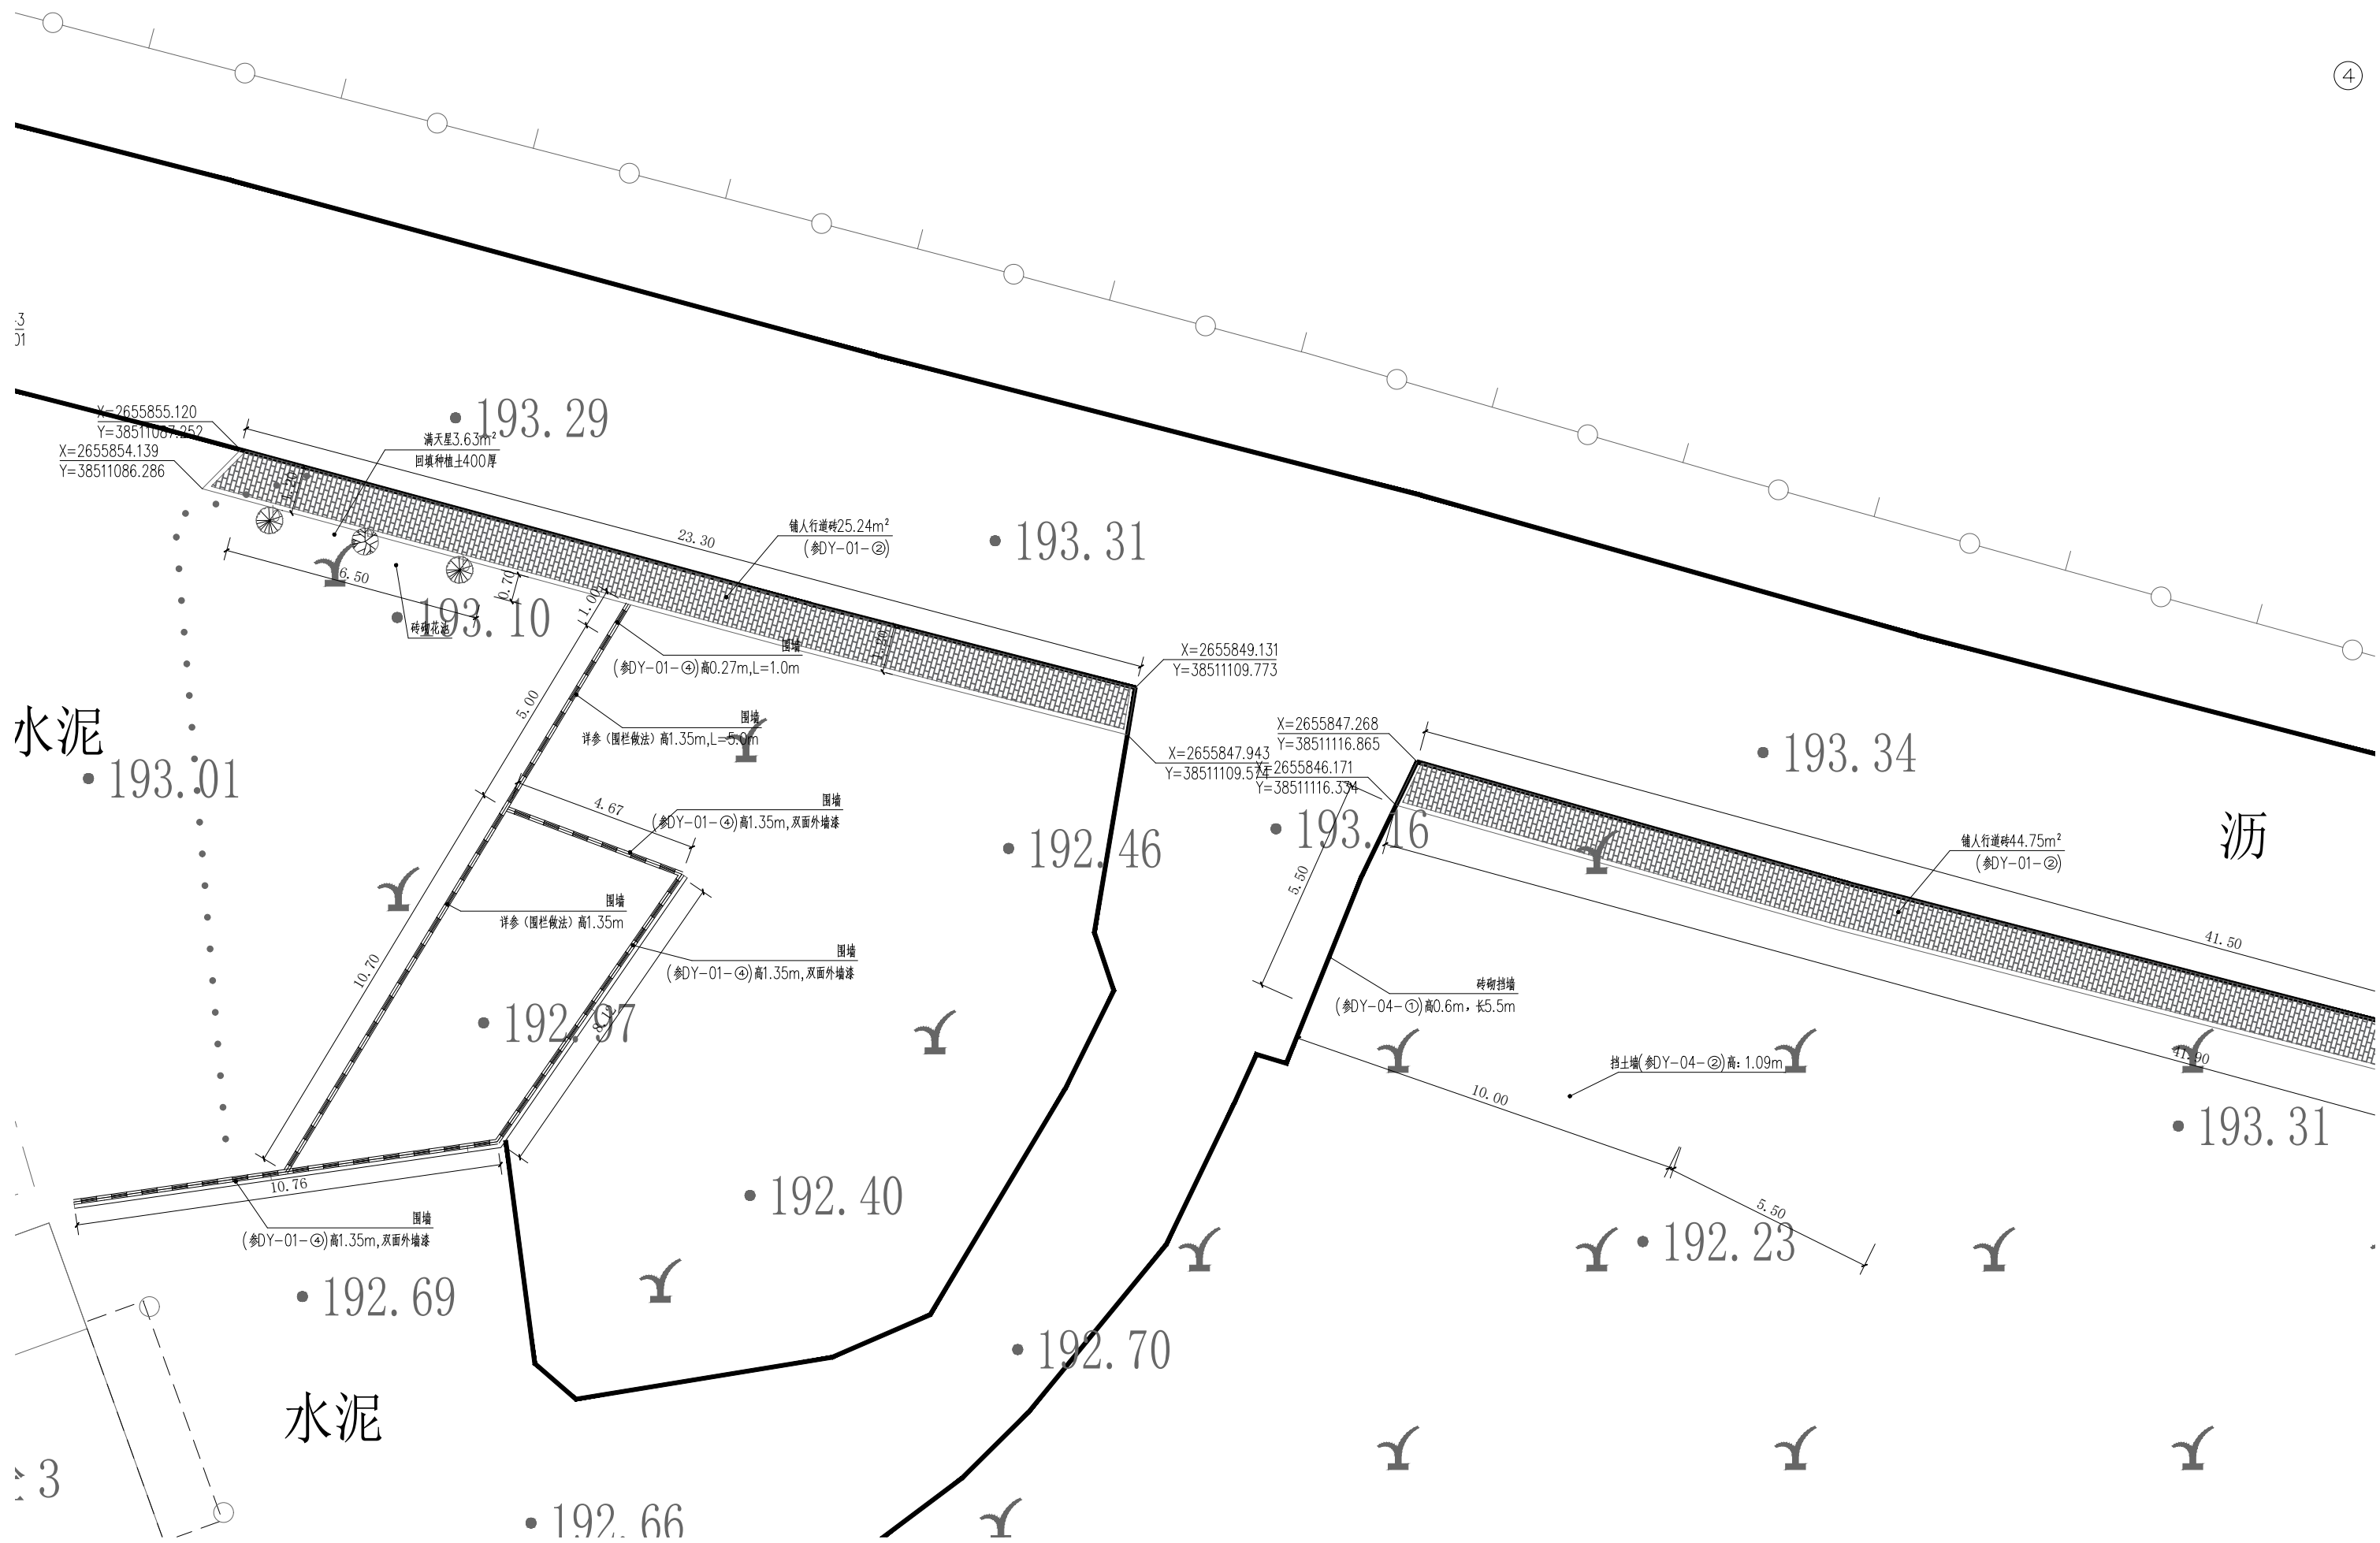 ④
193.29
X=2655855.120
Y=38511087.252
X=2655854.139
Y=38511086.286
满天星3.63m²
回填种植土400厚
1.20
23.30
铺人行道砖25.24m²
(参DY-01-②)
193.31
6.50
0.70
193.10
砖砌花池
1.00
围墙
(参DY-01-④)高0.27m,L=1.0m
1.20
X=2655849.131
Y=38511109.773
5.00
围墙
详参（围栏做法）高1.35m,L=5.0m
水泥
193.01
X=2655847.943
Y=38511109.574
X=2655847.268
Y=38511116.865
X=2655846.171
Y=38511116.334
193.34
193.16
沥
4.67
围墙
(参DY-01-④)高1.35m,双面外墙漆
192.46
铺人行道砖44.75m²
(参DY-01-②)
5.50
41.50
围墙
详参（围栏做法）高1.35m
10.70
围墙
(参DY-01-④)高1.35m,双面外墙漆
砖砌挡墙
(参DY-04-①)高0.6m，长5.5m
192.97
8.12
41.90
挡土墙(参DY-04-②)高：1.09m
10.00
193.31
10.76
192.40
5.50
围墙
(参DY-01-④)高1.35m,双面外墙漆
192.23
192.69
192.70
水泥
3
192.66